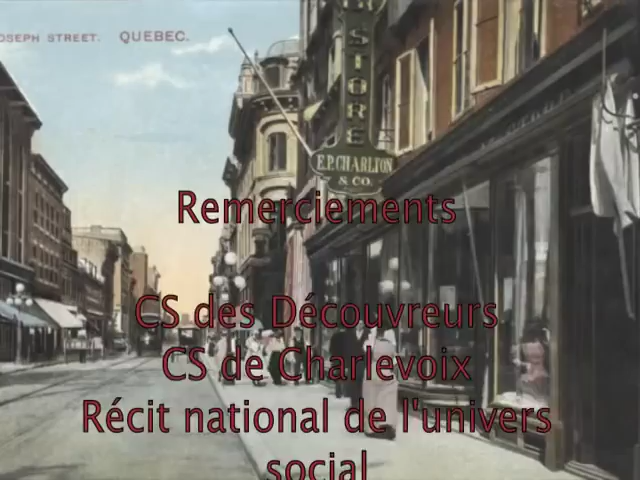 OSEPH STREET. QUEBEC.
STORE
E.P. CHARLTON
& CO.
Remerciements
CS des Découvreurs
CS de Charlevoix
Récit national de l'univers
social